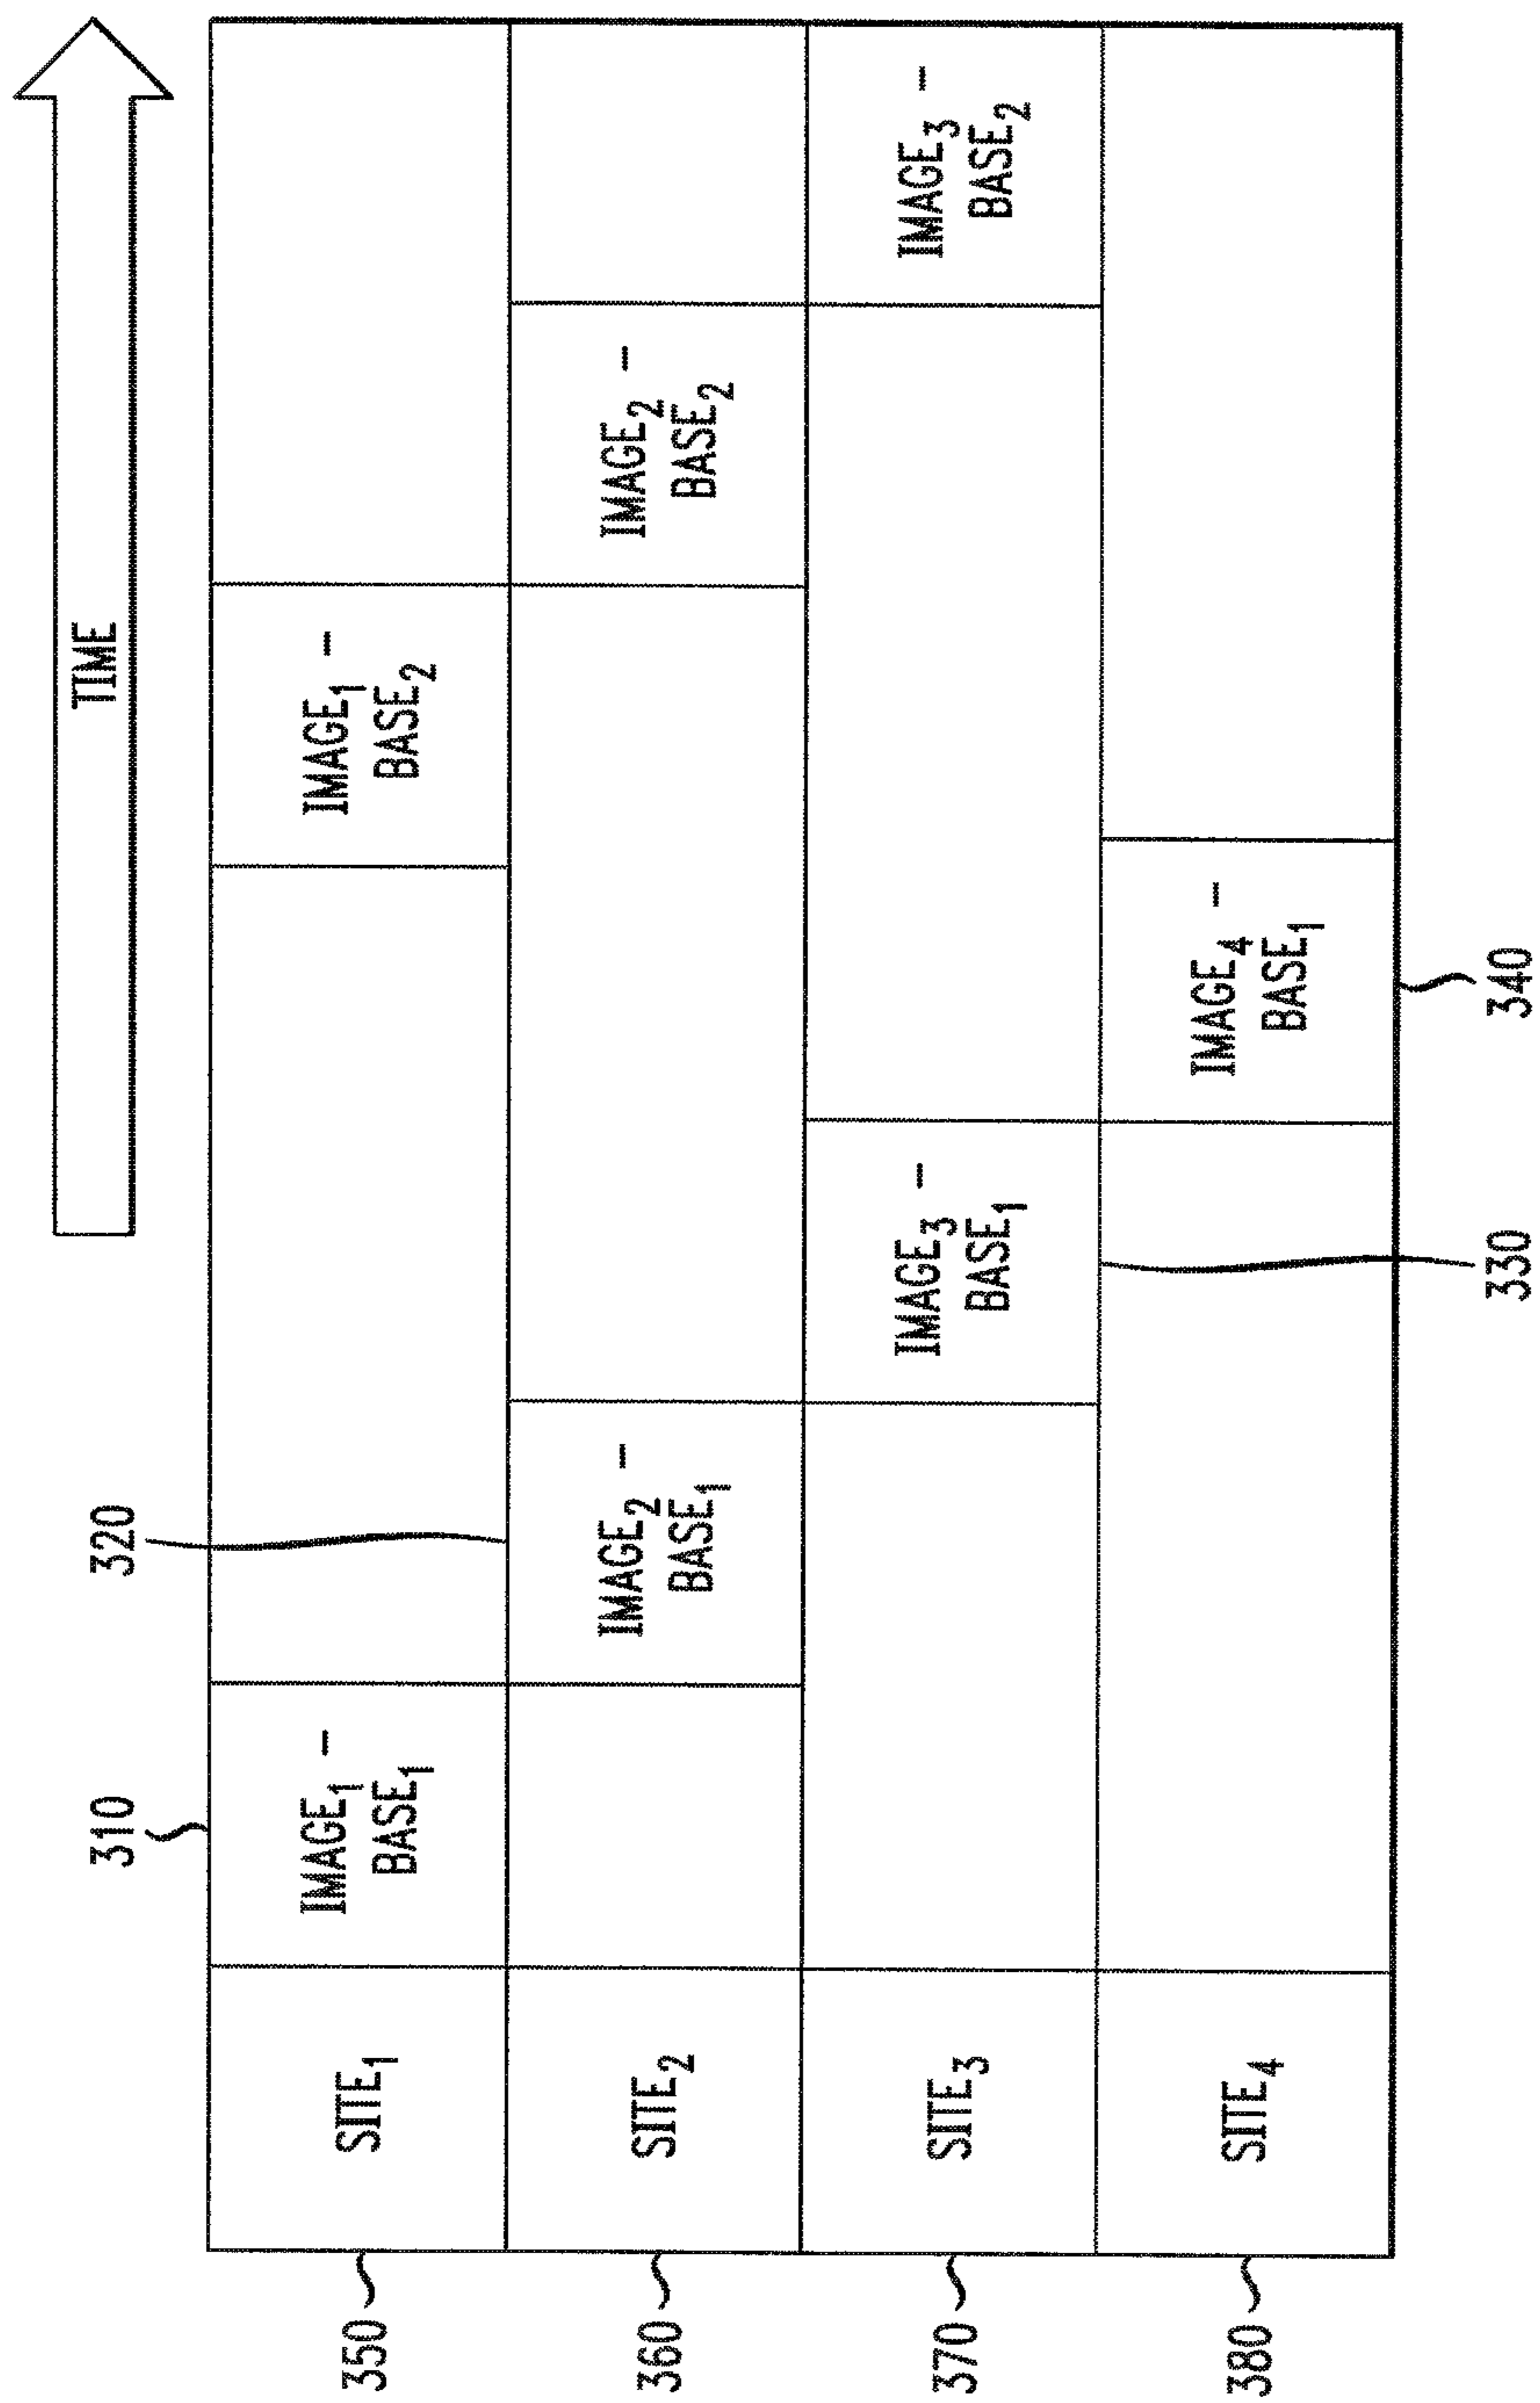 TIME
310
320
350
SITE₁
IMAGE₁ –
BASE₁
IMAGE₁ –
BASE₂
360
SITE₂
IMAGE₂ –
BASE₁
IMAGE₂ –
BASE₂
370
SITE₃
IMAGE₃ –
BASE₁
IMAGE₃ –
BASE₂
380
SITE₄
IMAGE₄ –
BASE₁
330
340